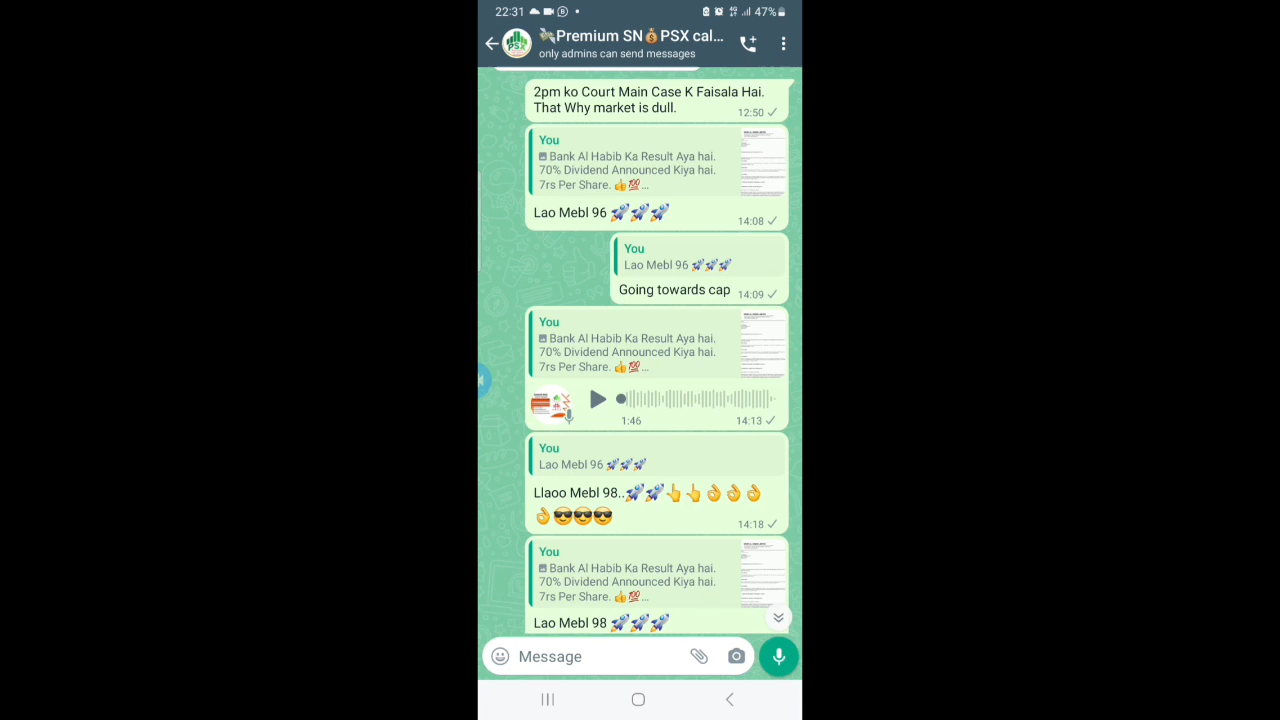 22:31
47%
💸Premium SN💰PSX cal...
only admins can send messages
2pm ko Court Main Case K Faisala Hai.
That Why market is dull.
12:50
You
Bank Al Habib Ka Result Aya hai.
70% Dividend Announced Kiya hai.
7rs Per Share. 👍💯...
Lao Mebl 96 🚀🚀🚀
14:08
You
Lao Mebl 96 🚀🚀🚀
Going towards cap
14:09
You
Bank Al Habib Ka Result Aya hai.
70% Dividend Announced Kiya hai.
7rs Per Share. 👍💯...
1:46
14:13
You
Lao Mebl 96 🚀🚀🚀
Llaoo Mebl 98..🚀🚀👆👆👌👌👌
👌😎😎😎
14:18
You
Bank Al Habib Ka Result Aya hai.
70% Dividend Announced Kiya hai.
7rs Per Share. 👍💯...
Lao Mebl 98 🚀🚀🚀
Message